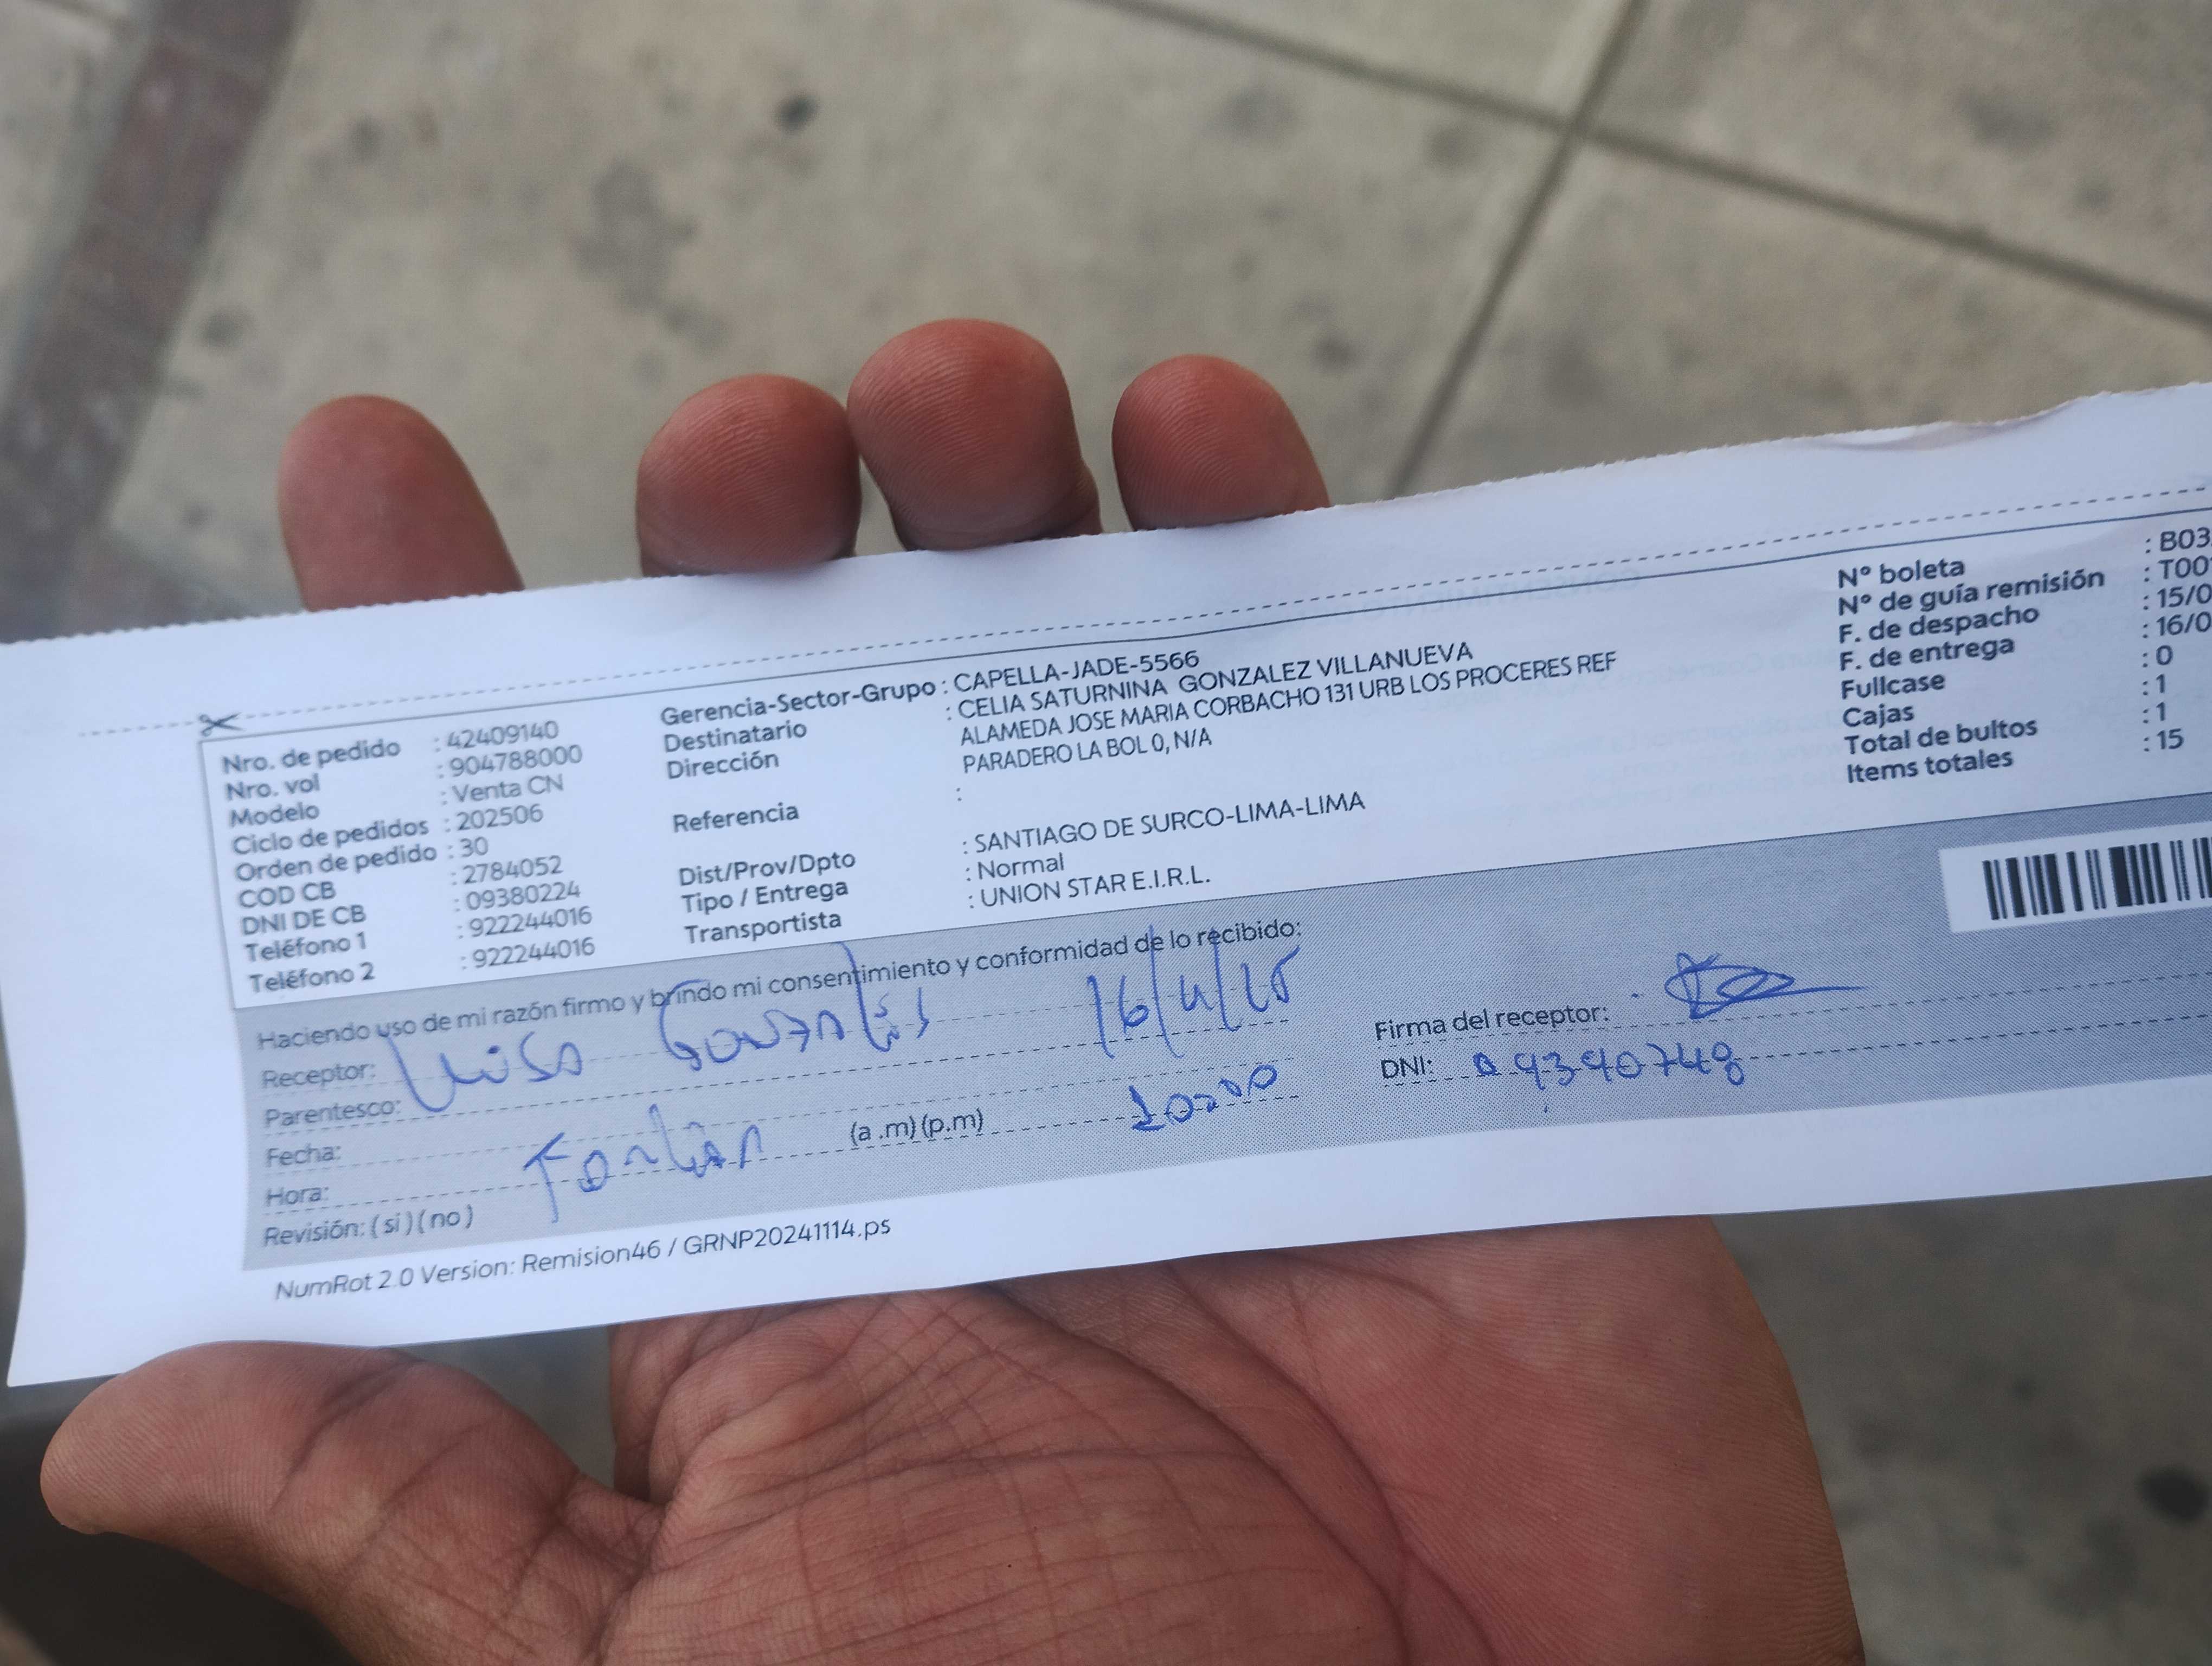 Nro. de pedido : 42409140
Nro. vol : 904788000
Modelo : Venta CN
Ciclo de pedidos : 202506
Orden de pedido : 30
COD CB : 2784052
DNI DE CB : 09380224
Teléfono 1 : 922244016
Teléfono 2 : 922244016
Gerencia-Sector-Grupo : CAPELLA-JADE-5566
Destinatario : CELIA SATURNINA GONZALEZ VILLANUEVA
Dirección ALAMEDA JOSE MARIA CORBACHO 131 URB LOS PROCERES REF
PARADERO LA BOL 0, N/A
Referencia :
Dist/Prov/Dpto : SANTIAGO DE SURCO-LIMA-LIMA
Tipo / Entrega : Normal
Transportista : UNION STAR E.I.R.L.
Nº boleta : B03
Nº de guía remisión : T00
F. de despacho : 15/0
F. de entrega : 16/0
Fullcase : 0
Cajas : 1
Total de bultos : 1
Items totales : 15
Haciendo uso de mi razón firmo y brindo mi consentimiento y conformidad de lo recibido:
Receptor: Luisa Gonzales 16/4/25
Parentesco:
Fecha:
Hora: (a .m) (p.m)
Revisión: ( si ) ( no )
Firma del receptor:
DNI: 09390748
NumRot 2.0 Version: Remision46 / GRNP20241114.ps